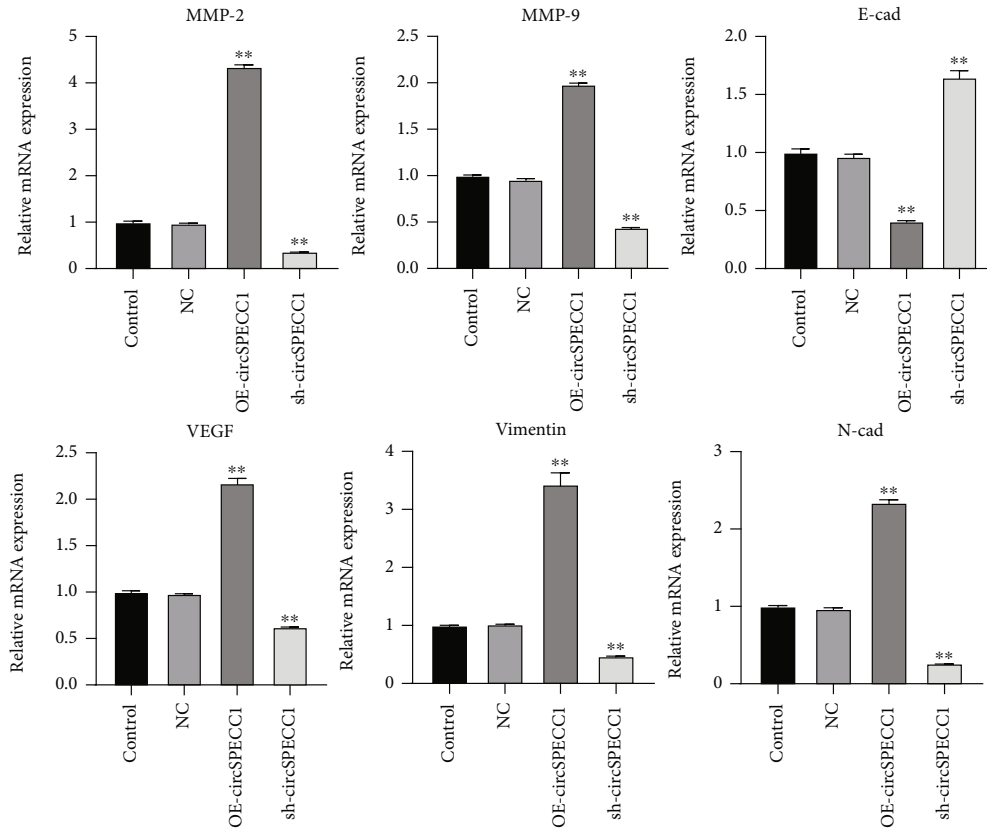 MMP-2
Relative mRNA expression
5
4
3
2
1
0
**
**
Control
NC
OE-circSPECC1
sh-circSPECC1
MMP-9
Relative mRNA expression
2.5
2.0
1.5
1.0
0.5
0.0
**
**
Control
NC
OE-circSPECC1
sh-circSPECC1
E-cad
Relative mRNA expression
2.0
1.5
1.0
0.5
0.0
**
**
Control
NC
OE-circSPECC1
sh-circSPECC1
VEGF
Relative mRNA expression
2.5
2.0
1.5
1.0
0.5
0.0
**
**
Control
NC
OE-circSPECC1
sh-circSPECC1
Vimentin
Relative mRNA expression
4
3
2
1
0
**
**
Control
NC
OE-circSPECC1
sh-circSPECC1
N-cad
Relative mRNA expression
3
2
1
0
**
**
Control
NC
OE-circSPECC1
sh-circSPECC1